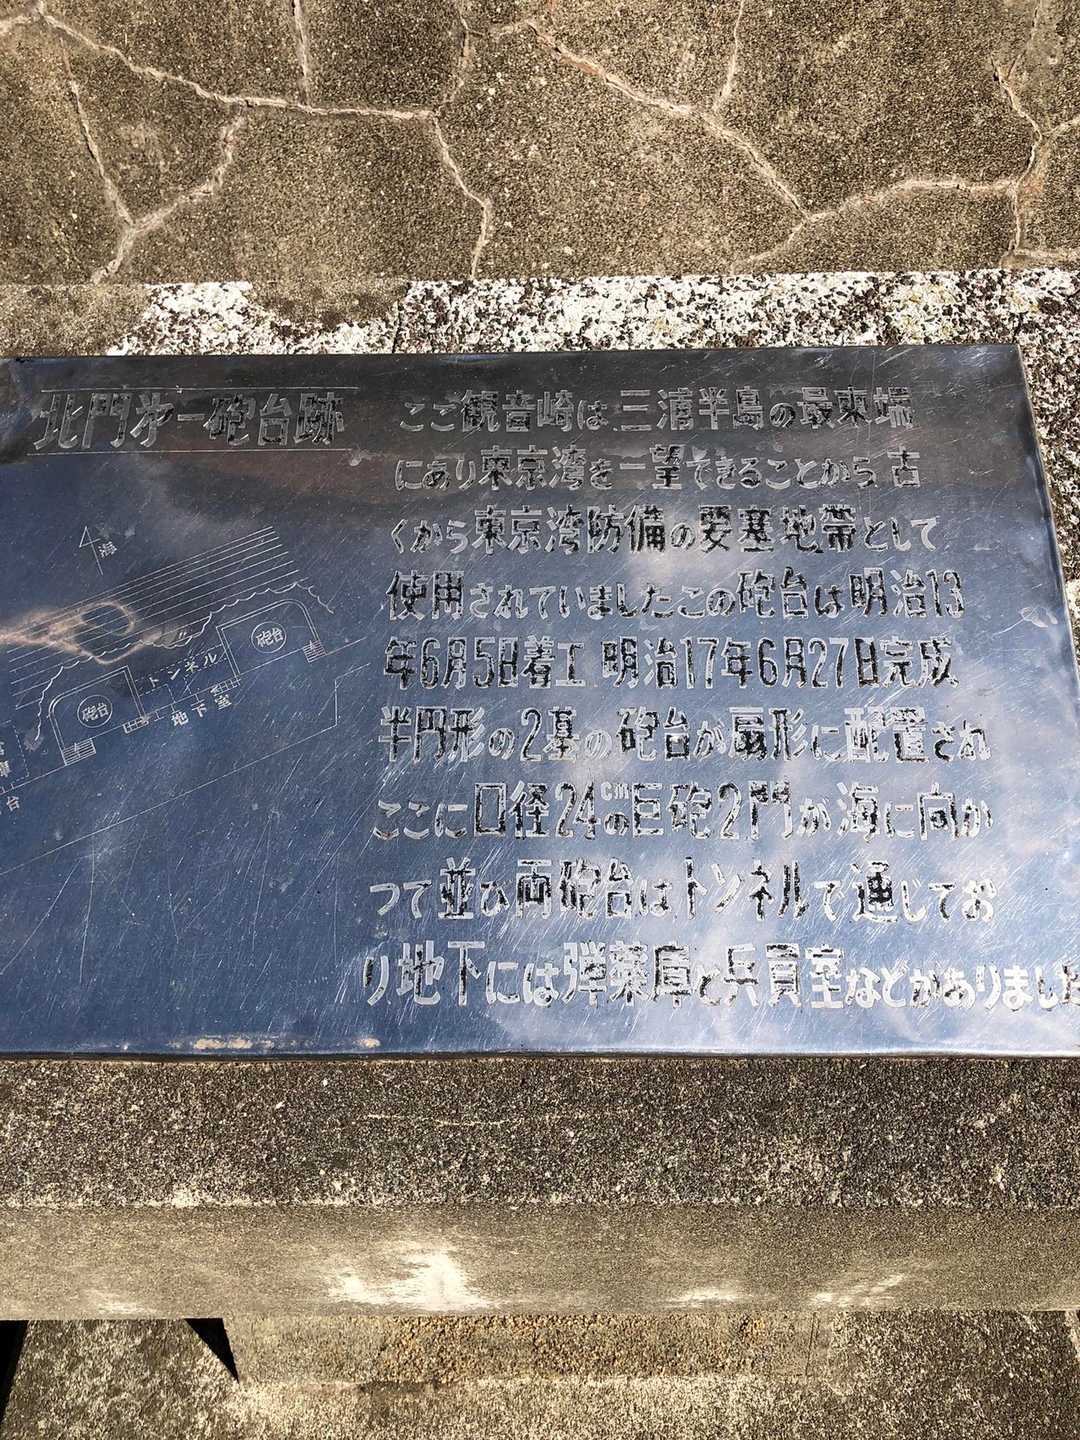 北門第一砲台跡
ここ観音崎は三浦半島の最東端
にあり東京湾を一望できることから 古
くから東京湾防備の要塞地帯として
使用されていましたこの砲台は明治13
年6月5日着工 明治17年6月27日完成
半円形の2基の砲台が扇形に配置され
ここに口径24cmの巨砲2門が海に向か
って並び両砲台はトンネルで通じてお
り地下には弾薬庫と兵員室などがありました
海
砲台
トンネル
砲台
地下室
庫
台